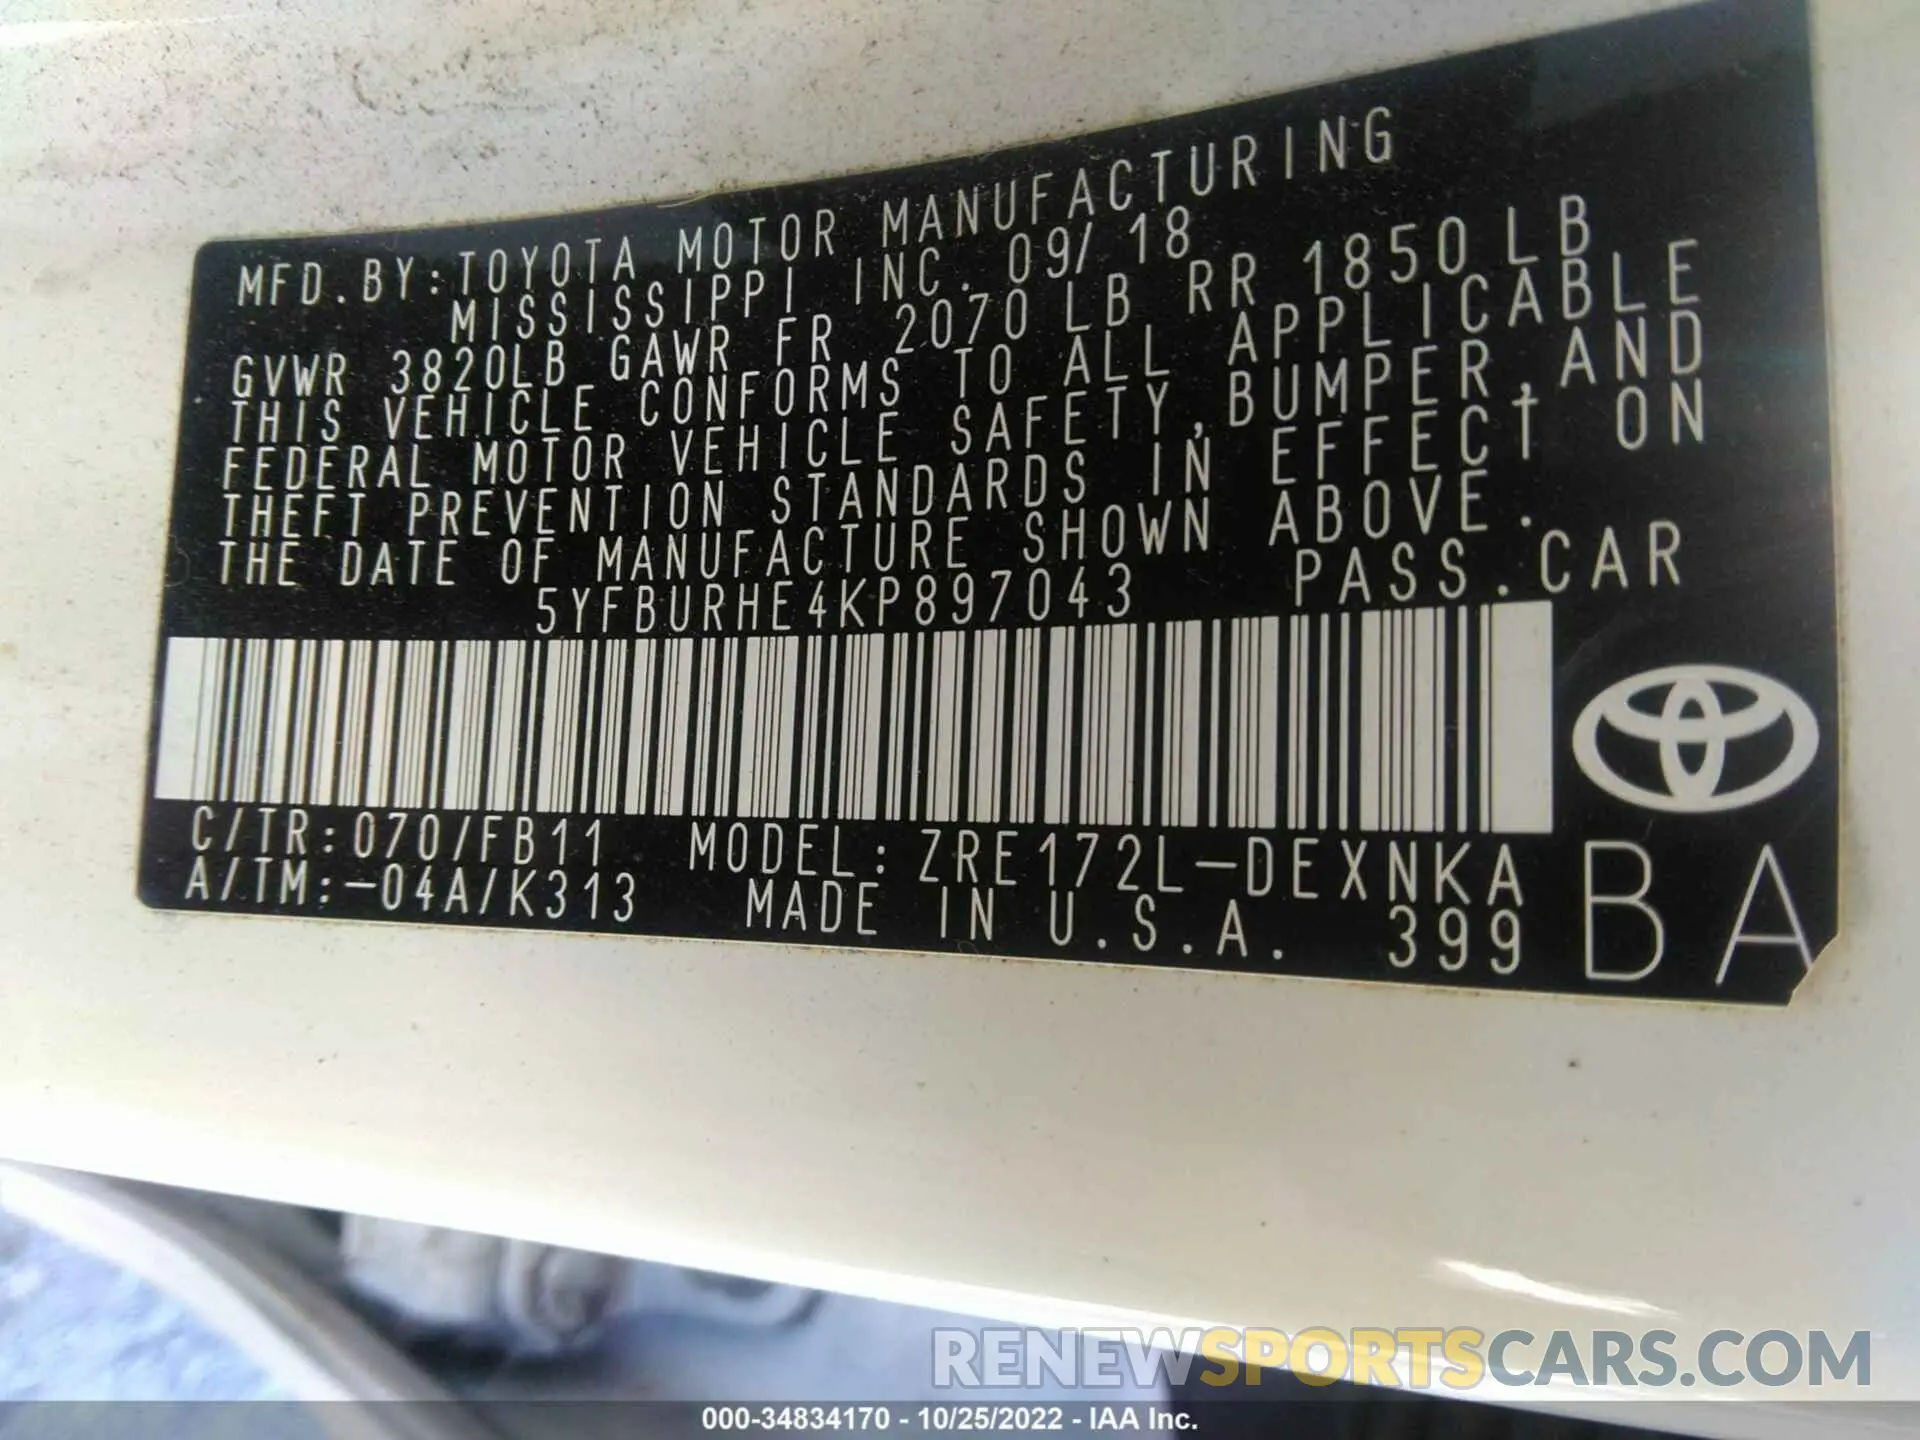 MFD.BY:TOYOTA MOTOR MANUFACTURING
MISSISSIPPI INC. 09/18
GVWR 3820LB GAWR FR 2070LB RR 1850LB
THIS VEHICLE CONFORMS TO ALL APPLICABLE
FEDERAL MOTOR VEHICLE SAFETY,BUMPER,AND
THEFT PREVENTION STANDARDS IN EFFECT ON
THE DATE OF MANUFACTURE SHOWN ABOVE.
5YFBURHE4KP897043 PASS.CAR
C/TR:070/FB11 MODEL:ZRE172L-DEXNKA
A/TM:-04A/K313 MADE IN U.S.A. 399 BA
RENEWSPORTSCARS.COM
000-34834170 - 10/25/2022 - IAA Inc.